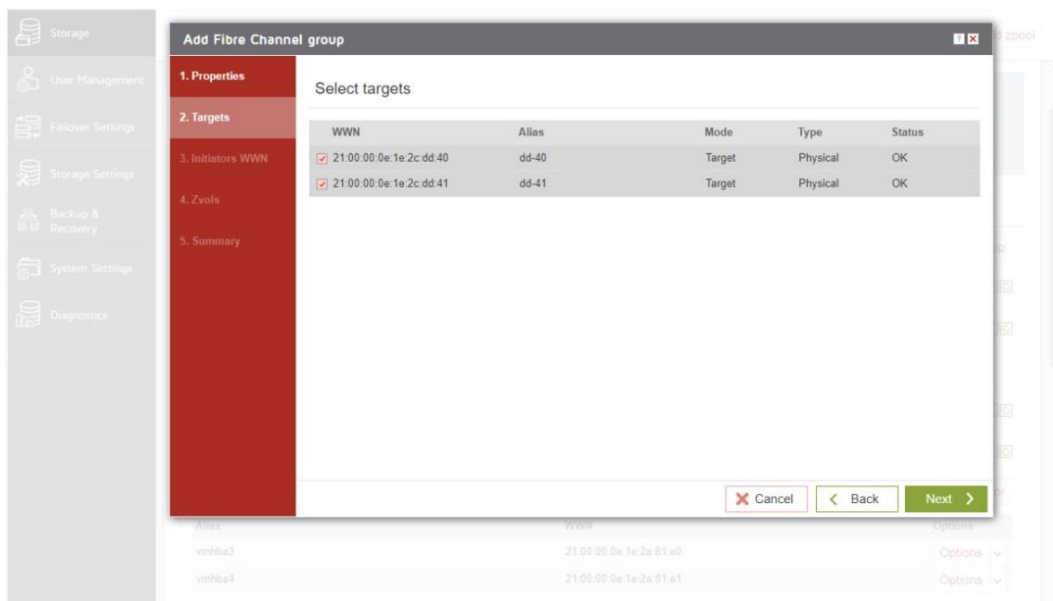 Storage
User Management
Failover Settings
Storage Settings
Backup &
Recovery
System Settings
Diagnostics
Add Fibre Channel group
?
1. Properties
2. Targets
3. Initiators WWN
4. Zvols
5. Summary
Select targets
WWN Alias Mode Type Status
21:00:00:0e:1e:2c:dd:40 dd-40 Target Physical OK
21:00:00:0e:1e:2c:dd:41 dd-41 Target Physical OK
Cancel Back Next
zpool
Alias WWN Options
vmhba3 21:00:00:0e:1e:2a:81:e0 Options
vmhba4 21:00:00:0e:1e:2a:81:e1 Options